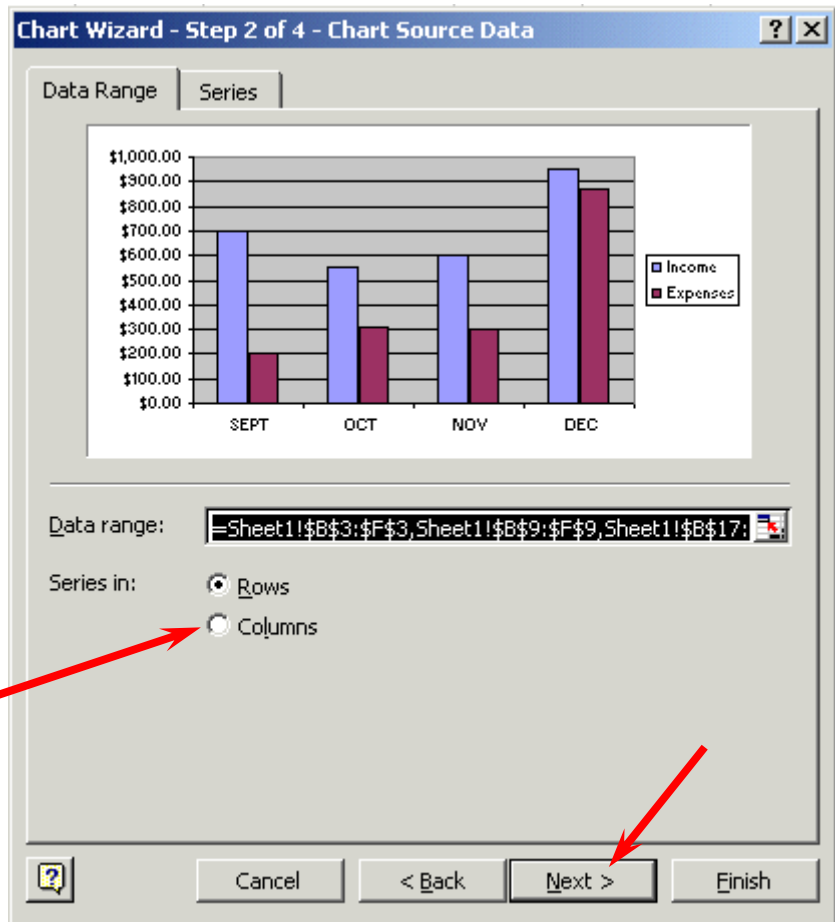 Chart Wizard - Step 2 of 4 - Chart Source Data
Data Range Series
$1,000.00
$900.00
$800.00
$700.00
$600.00
$500.00
$400.00
$300.00
$200.00
$100.00
$0.00
SEPT OCT NOV DEC
Income
Expenses
Data range: =Sheet1!$B$3:$F$3,Sheet1!$B$9:$F$9,Sheet1!$B$17:
Series in: Rows
Columns
Cancel < Back Next > Finish